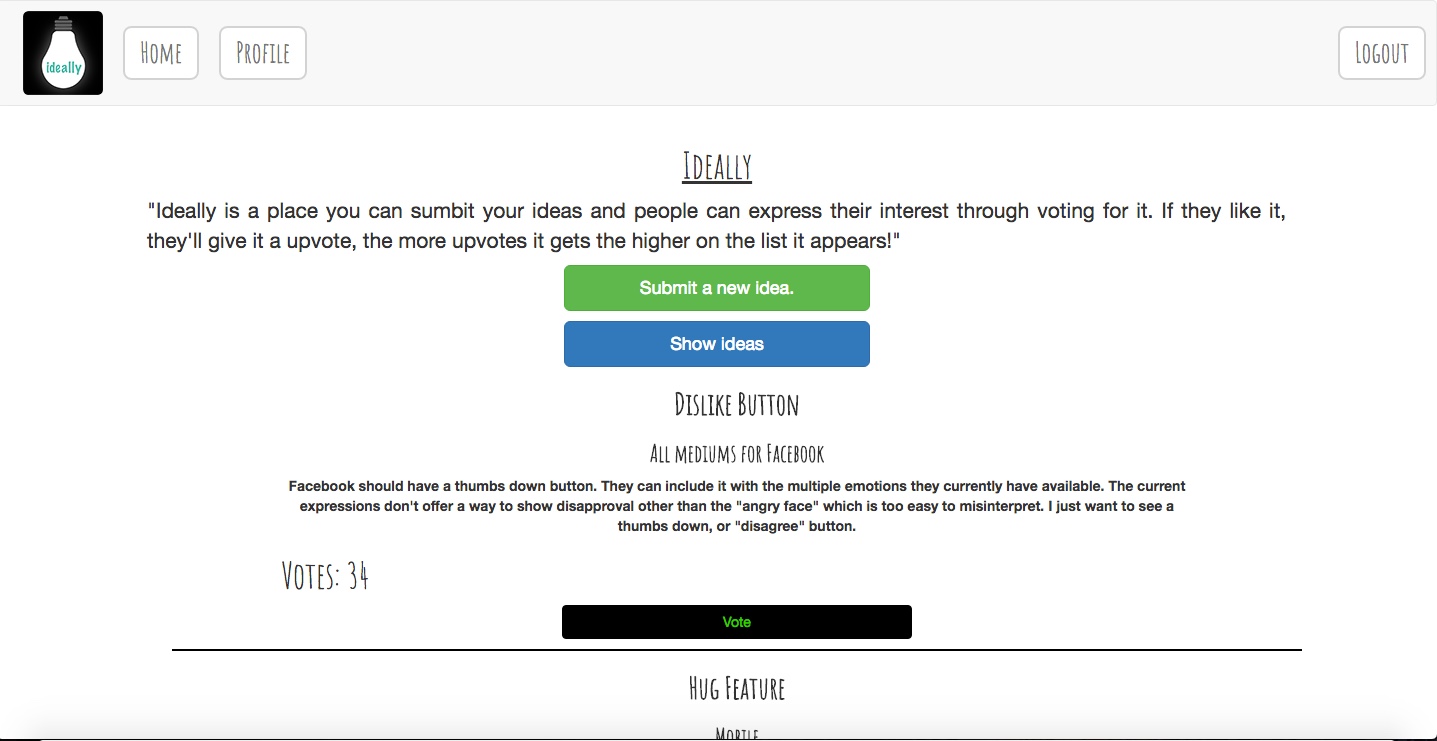 ideally
Home
Profile
Logout
Ideally
"Ideally is a place you can sumbit your ideas and people can express their interest through voting for it. If they like it,
they'll give it a upvote, the more upvotes it gets the higher on the list it appears!"
Submit a new idea.
Show ideas
Dislike Button
All mediums for Facebook
Facebook should have a thumbs down button. They can include it with the multiple emotions they currently have available. The current
expressions don't offer a way to show disapproval other than the "angry face" which is too easy to misinterpret. I just want to see a
thumbs down, or "disagree" button.
Votes: 34
Vote
Hug Feature
Mobile